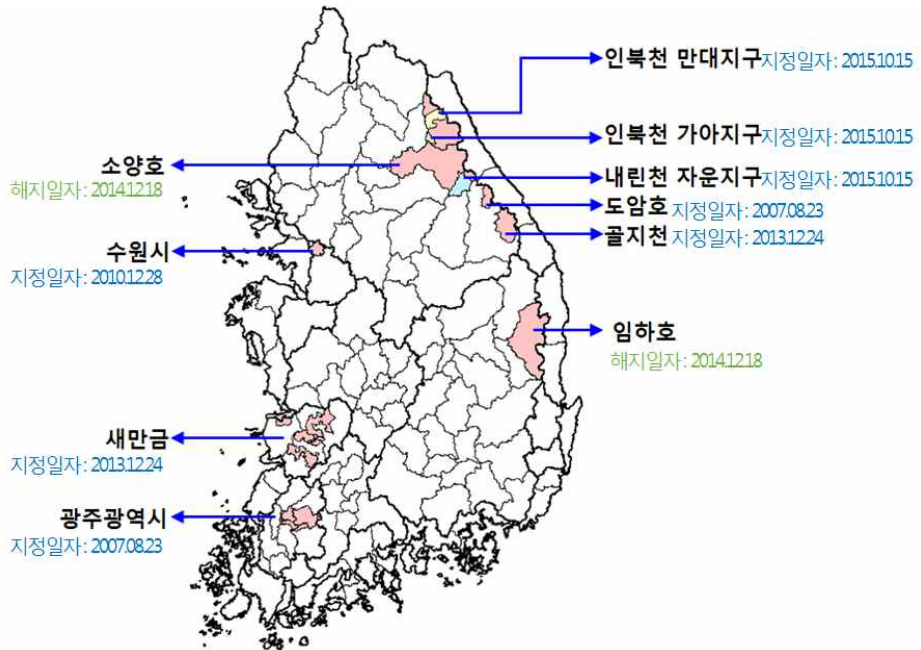 인북천 만대지구 지정일자: 2015.10.15
인북천 가아지구 지정일자: 2015.10.15
소양호
해지일자: 2014.12.18
내린천 자운지구 지정일자: 2015.10.15
도암호 지정일자: 2007.08.23
골지천 지정일자: 2013.12.24
수원시
지정일자: 2010.12.28
임하호
해지일자: 2014.12.18
새만금
지정일자: 2013.12.24
광주광역시
지정일자: 2007.08.23